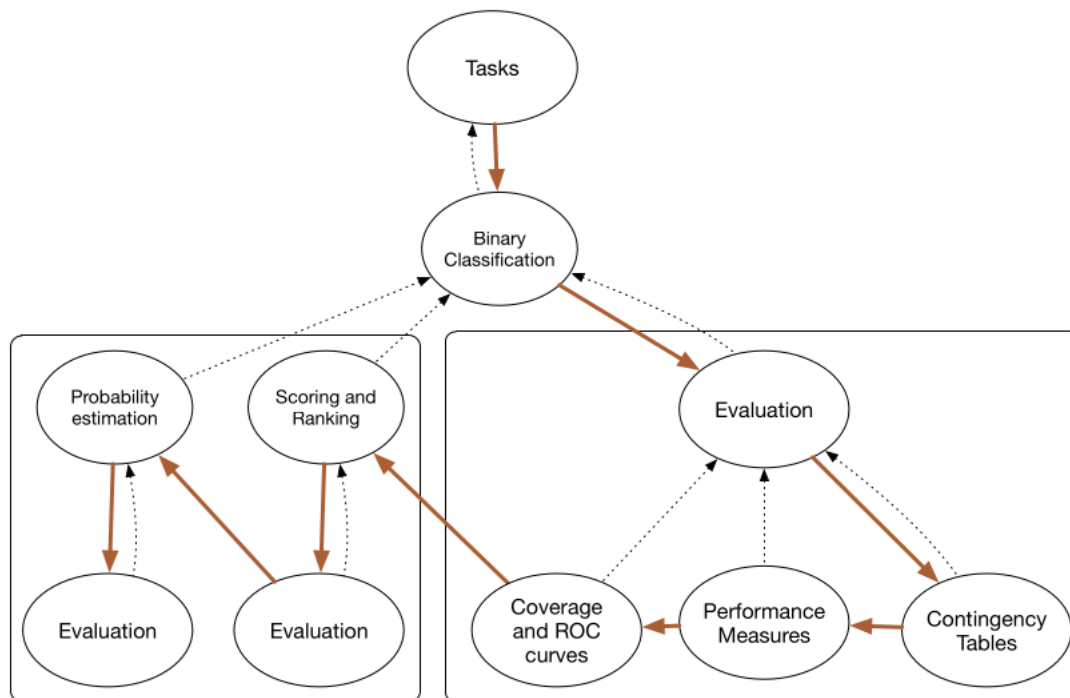 Tasks
Binary
Classification
Probability
estimation
Scoring and
Ranking
Evaluation
Evaluation
Evaluation
Coverage
and ROC
curves
Performance
Measures
Contingency
Tables